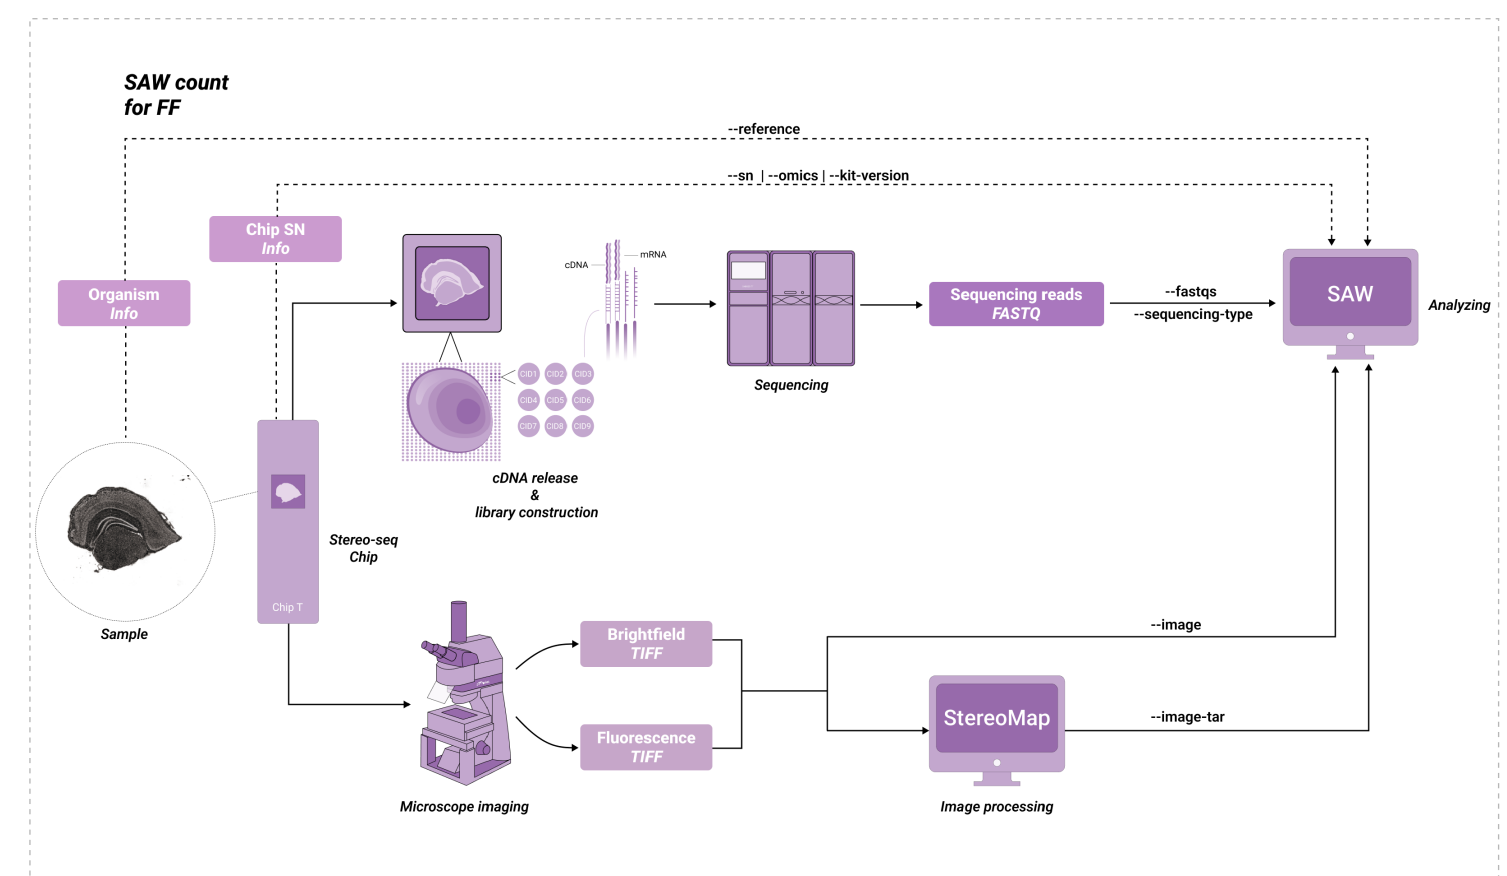 SAW count
for FF
--reference
--sn | --omics | --kit-version
Chip SN
Info
Organism
Info
cDNA
mRNA
CID1 CID2 CID3
CID4 CID5 CID6
CID7 CID8 CID9
cDNA release
&
library construction
Sequencing
Sequencing reads
FASTQ
--fastqs
--sequencing-type
SAW
Analyzing
Sample
Chip T
Stereo-seq
Chip
Microscope imaging
Brightfield
TIFF
Fluorescence
TIFF
--image
StereoMap
--image-tar
Image processing